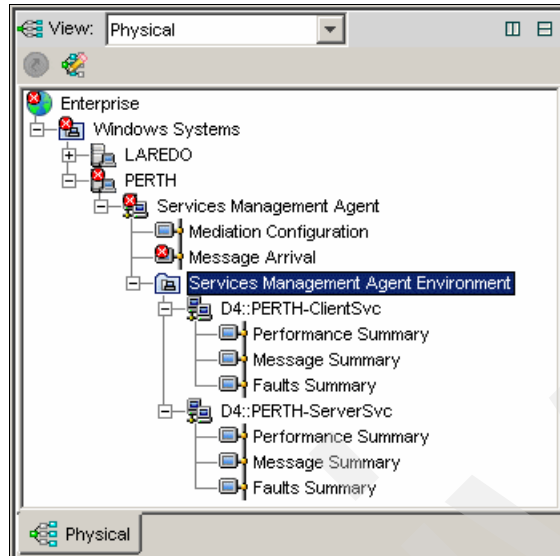 View: Physical
Enterprise
Windows Systems
LAREDO
PERTH
Services Management Agent
Mediation Configuration
Message Arrival
Services Management Agent Environment
D4::PERTH-ClientSvc
Performance Summary
Message Summary
Faults Summary
D4::PERTH-ServerSvc
Performance Summary
Message Summary
Faults Summary
Physical